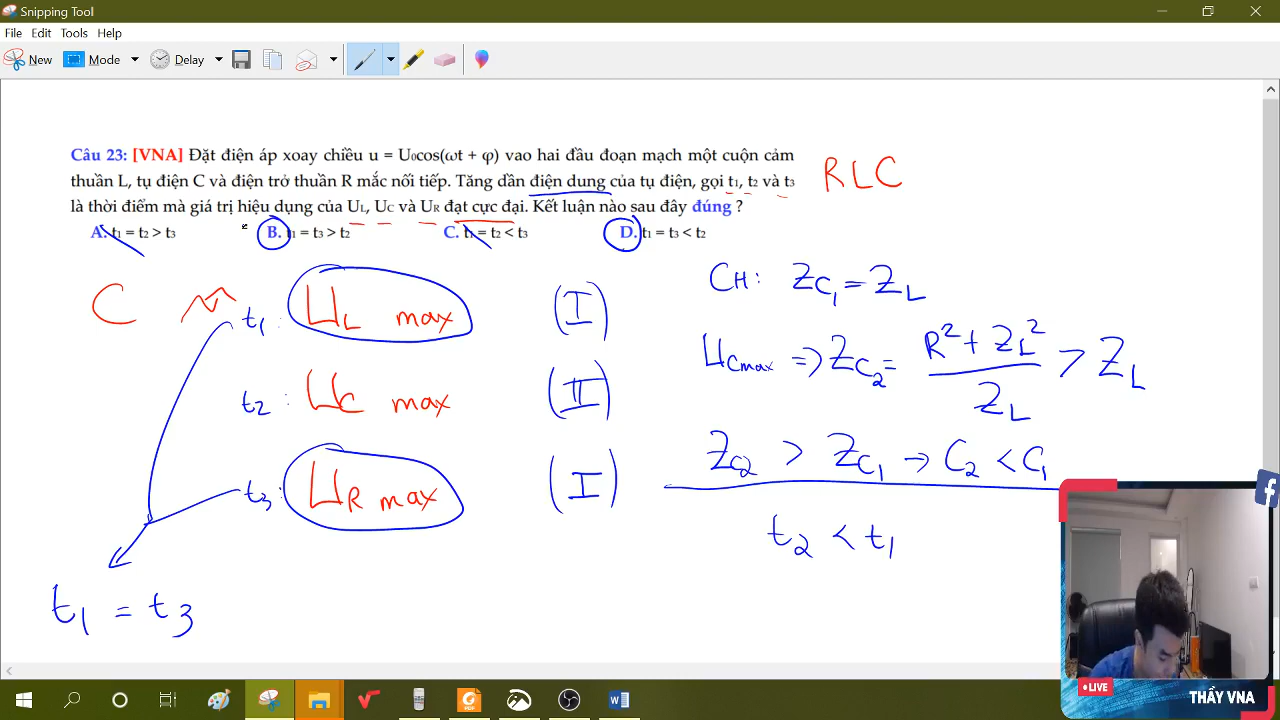 Snipping Tool
File Edit Tools Help
New Mode Delay
Câu 23: [VNA] Đặt điện áp xoay chiều u = U₀cos(ωt + φ) vao hai đầu đoạn mạch một cuộn cảm
thuần L, tụ điện C và điện trở thuần R mắc nối tiếp. Tăng dần điện dung của tụ điện, gọi t₁, t₂ và t₃
là thời điểm mà giá trị hiệu dụng của UL, UC và UR đạt cực đại. Kết luận nào sau đây đúng ?
A. t₁ = t₂ > t₃ B. t₁ = t₃ > t₂ C. t₁ = t₂ < t₃ D. t₁ = t₃ < t₂
RLC
C
t₁ : UL max (I)
t₂ : UC max (II)
t₃ : UR max (I)
t₁ = t₃
CH: ZC₁ = ZL
UCmax => ZC₂ = (R² + ZL²)/ZL > ZL
ZC₂ > ZC₁ → C₂ < C₁
t₂ < t₁
LIVE
THẦY VNA